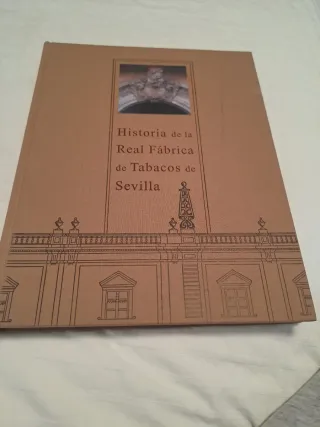 Historia de la
Real Fábrica
de Tabacos de
Sevilla